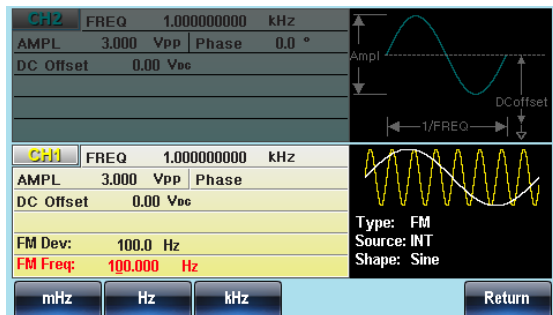 CH2 FREQ 1.000000000 kHz
AMPL 3.000 Vpp Phase 0.0 °
DC Offset 0.00 VDC
Ampl
DCoffset
1/FREQ
CH1 FREQ 1.000000000 kHz
AMPL 3.000 Vpp Phase
DC Offset 0.00 VDC
FM Dev: 100.0 Hz
FM Freq: 100.000 Hz
Type: FM
Source: INT
Shape: Sine
mHz Hz kHz Return